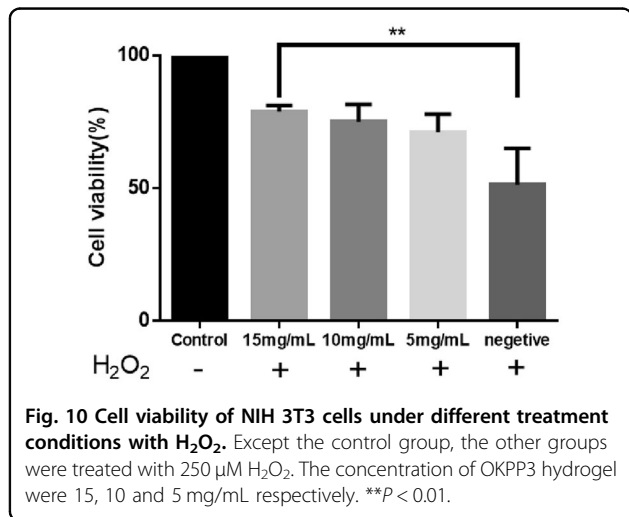 **
100
50
0
Cell viability(%)
Control 15mg/mL 10mg/mL 5mg/mL negetive
H₂O₂ - + + + +
Fig. 10 Cell viability of NIH 3T3 cells under different treatment
conditions with H₂O₂. Except the control group, the other groups
were treated with 250 μM H₂O₂. The concentration of OKPP3 hydrogel
were 15, 10 and 5 mg/mL respectively. **P < 0.01.